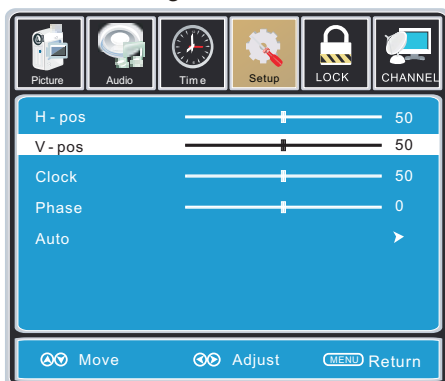 Picture Audio Time Setup LOCK CHANNEL
H - pos 50
V - pos 50
Clock 50
Phase 0
Auto
Move Adjust MENU Return